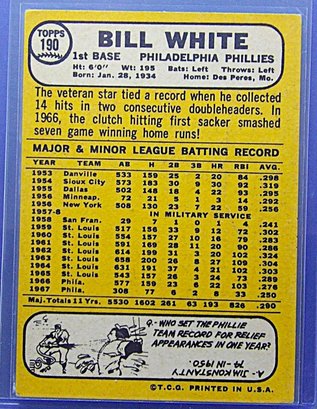 TOPPS
190
BILL WHITE
1st BASE PHILADELPHIA PHILLIES
Ht: 6'0" Wt: 195 Bats: Left Throws: Left
Born: Jan. 28, 1934 Home: Des Peres, Mo.
The veteran star tied a record when he collected
14 hits in two consecutive doubleheaders. In
1966, the clutch hitting first sacker smashed
seven game winning home runs!
MAJOR & MINOR LEAGUE BATTING RECORD
YEAR TEAM AB H 2B 3B HR RBI AVG.
1953 Danville 533 159 25 2 20 84 .298
1954 Sioux City 573 183 30 9 30 92 .319
1955 Dallas 502 148 18 22 93 .295
1956 Minneap. 72 21 5 1 3 14 .292
1956 New York 508 130 23 7 22 59 .256
1957-8 IN MILITARY SERVICE
1958 San Fran. 29 7 1 0 1 4 .241
1959 St. Louis 517 156 33 9 12 72 .302
1960 St. Louis 554 157 27 10 16 79 .283
1961 St. Louis 591 169 28 11 20 90 .286
1962 St. Louis 614 199 31 3 20 102 .324
1963 St. Louis 658 200 26 8 27 109 .304
1964 St. Louis 631 191 37 4 21 102 .303
1965 St. Louis 543 157 26 3 24 73 .289
1966 Phila. 577 159 23 6 22 103 .276
1967 Phila. 308 77 6 2 8 33 .250
Maj. Totals 11 Yrs. 5530 1602 261 63 193 826 .290
Q- WHO SET THE PHILLIE
TEAM RECORD FOR RELIEF
APPEARANCES IN ONE YEAR?
A- JIM KONSTANTY
74 - IN 1950.
©T.C.G. PRINTED IN U.S.A.